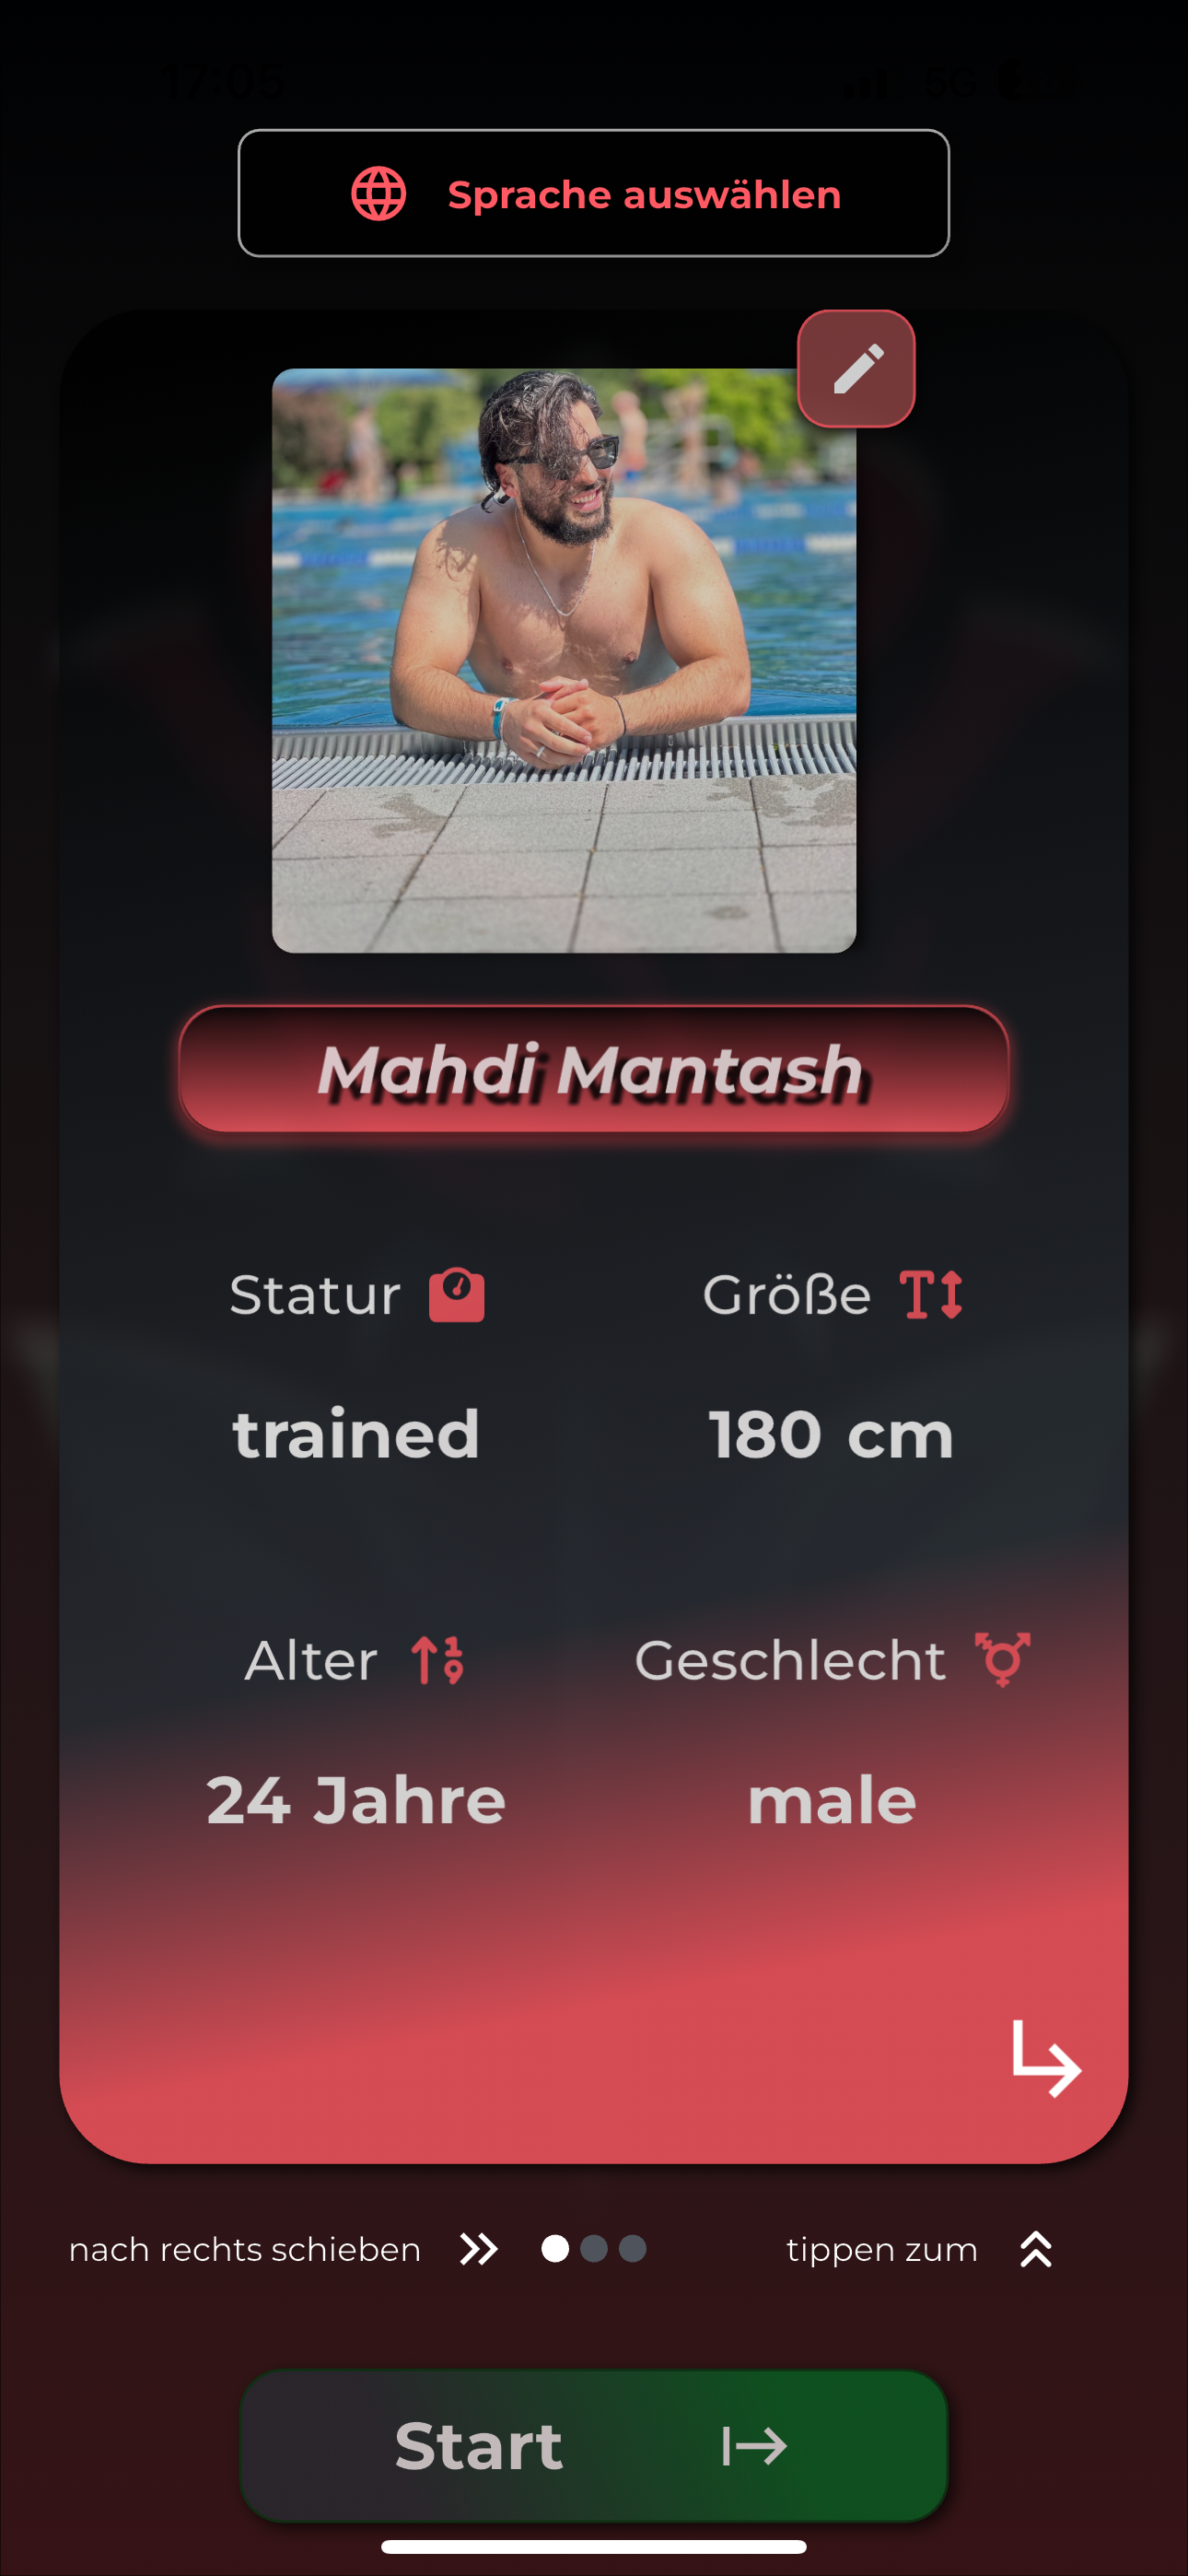 17:05 5G
Sprache auswählen
Mahdi Mantash
Statur Größe
trained 180 cm
Alter Geschlecht
24 Jahre male
nach rechts schieben tippen zum
Start